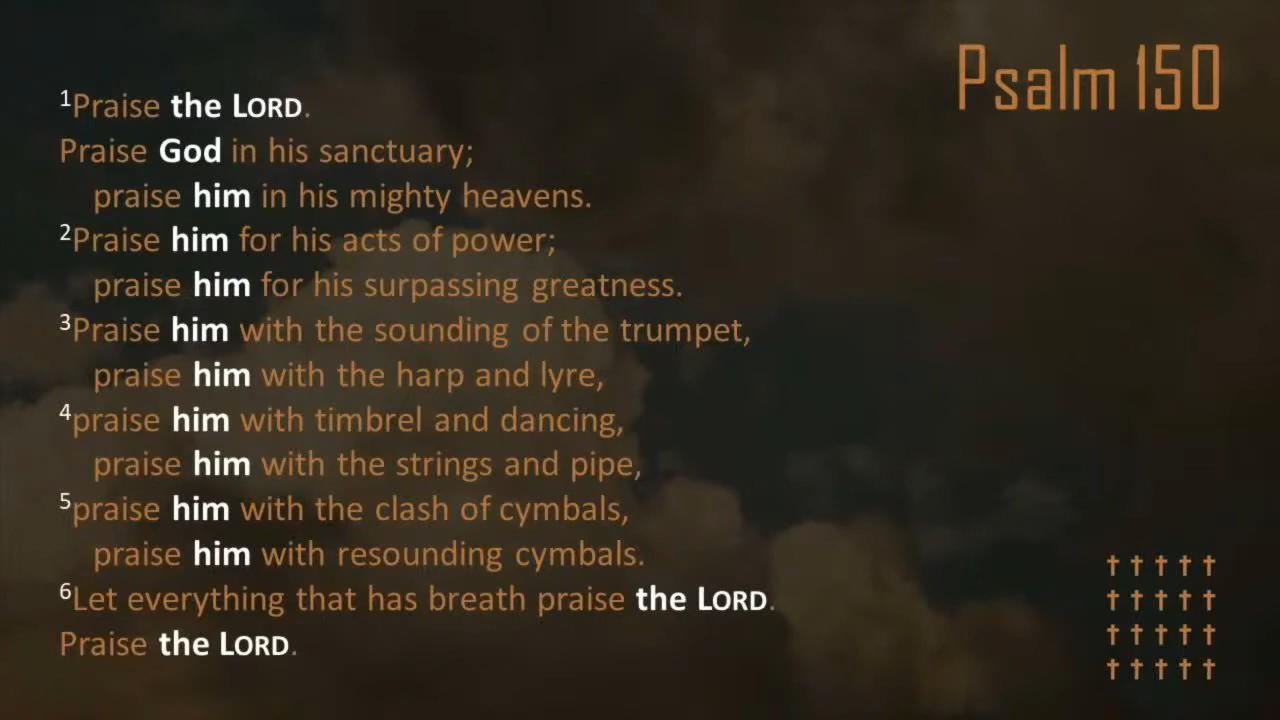 Psalm 150
¹Praise the LORD.
Praise God in his sanctuary;
praise him in his mighty heavens.
²Praise him for his acts of power;
praise him for his surpassing greatness.
³Praise him with the sounding of the trumpet,
praise him with the harp and lyre,
⁴praise him with timbrel and dancing,
praise him with the strings and pipe,
⁵praise him with the clash of cymbals,
praise him with resounding cymbals.
⁶Let everything that has breath praise the LORD.
Praise the LORD.
† † † † †
† † † † †
† † † † †
† † † † †